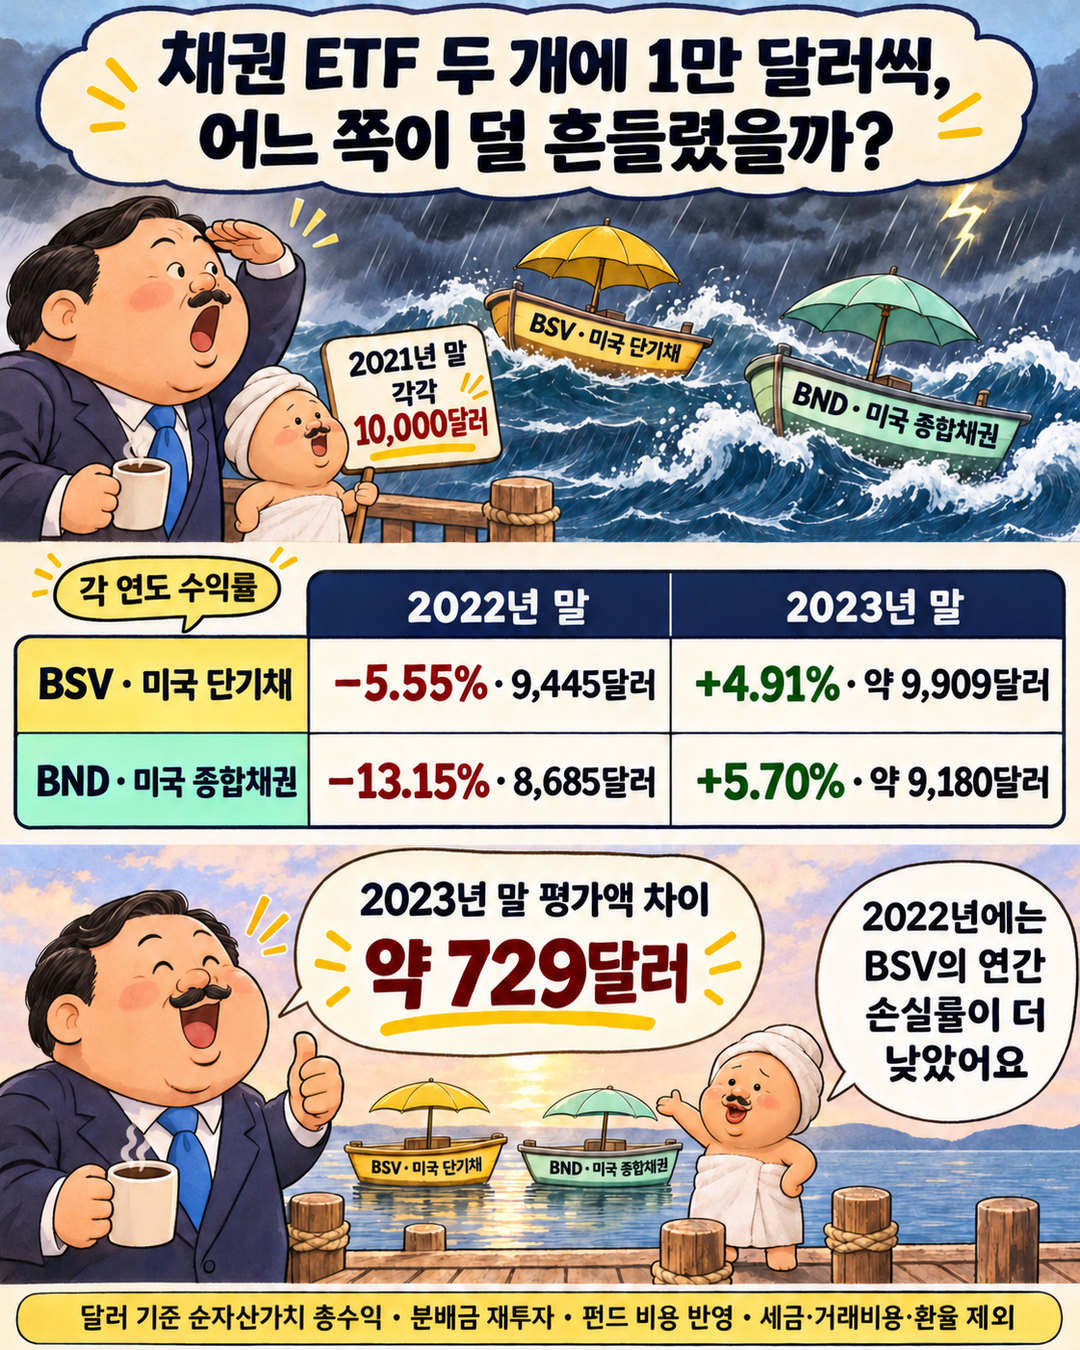 채권 ETF 두 개에 1만 달러씩,
어느 쪽이 덜 흔들렸을까?
BSV · 미국 단기채
BND · 미국 종합채권
2021년 말
각각
10,000달러
각 연도 수익률
2022년 말
2023년 말
BSV · 미국 단기채
−5.55% · 9,445달러
+4.91% · 약 9,909달러
BND · 미국 종합채권
−13.15% · 8,685달러
+5.70% · 약 9,180달러
2023년 말 평가액 차이
약 729달러
2022년에는
BSV의 연간
손실률이 더
낮았어요
BSV · 미국 단기채
BND · 미국 종합채권
달러 기준 순자산가치 총수익 · 분배금 재투자 · 펀드 비용 반영 · 세금·거래비용·환율 제외